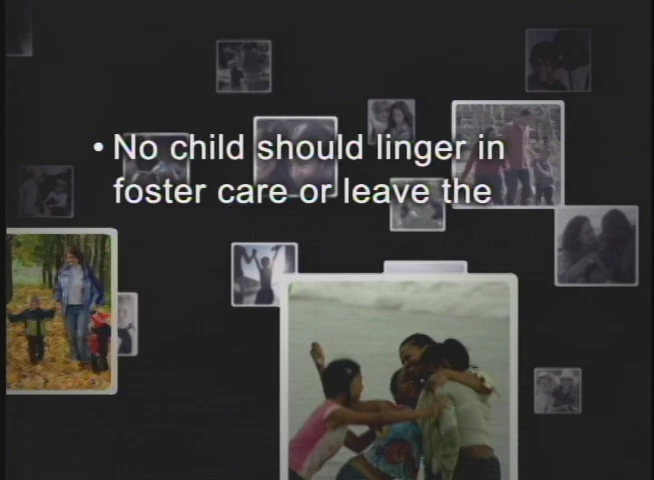 • No child should linger in
foster care or leave the